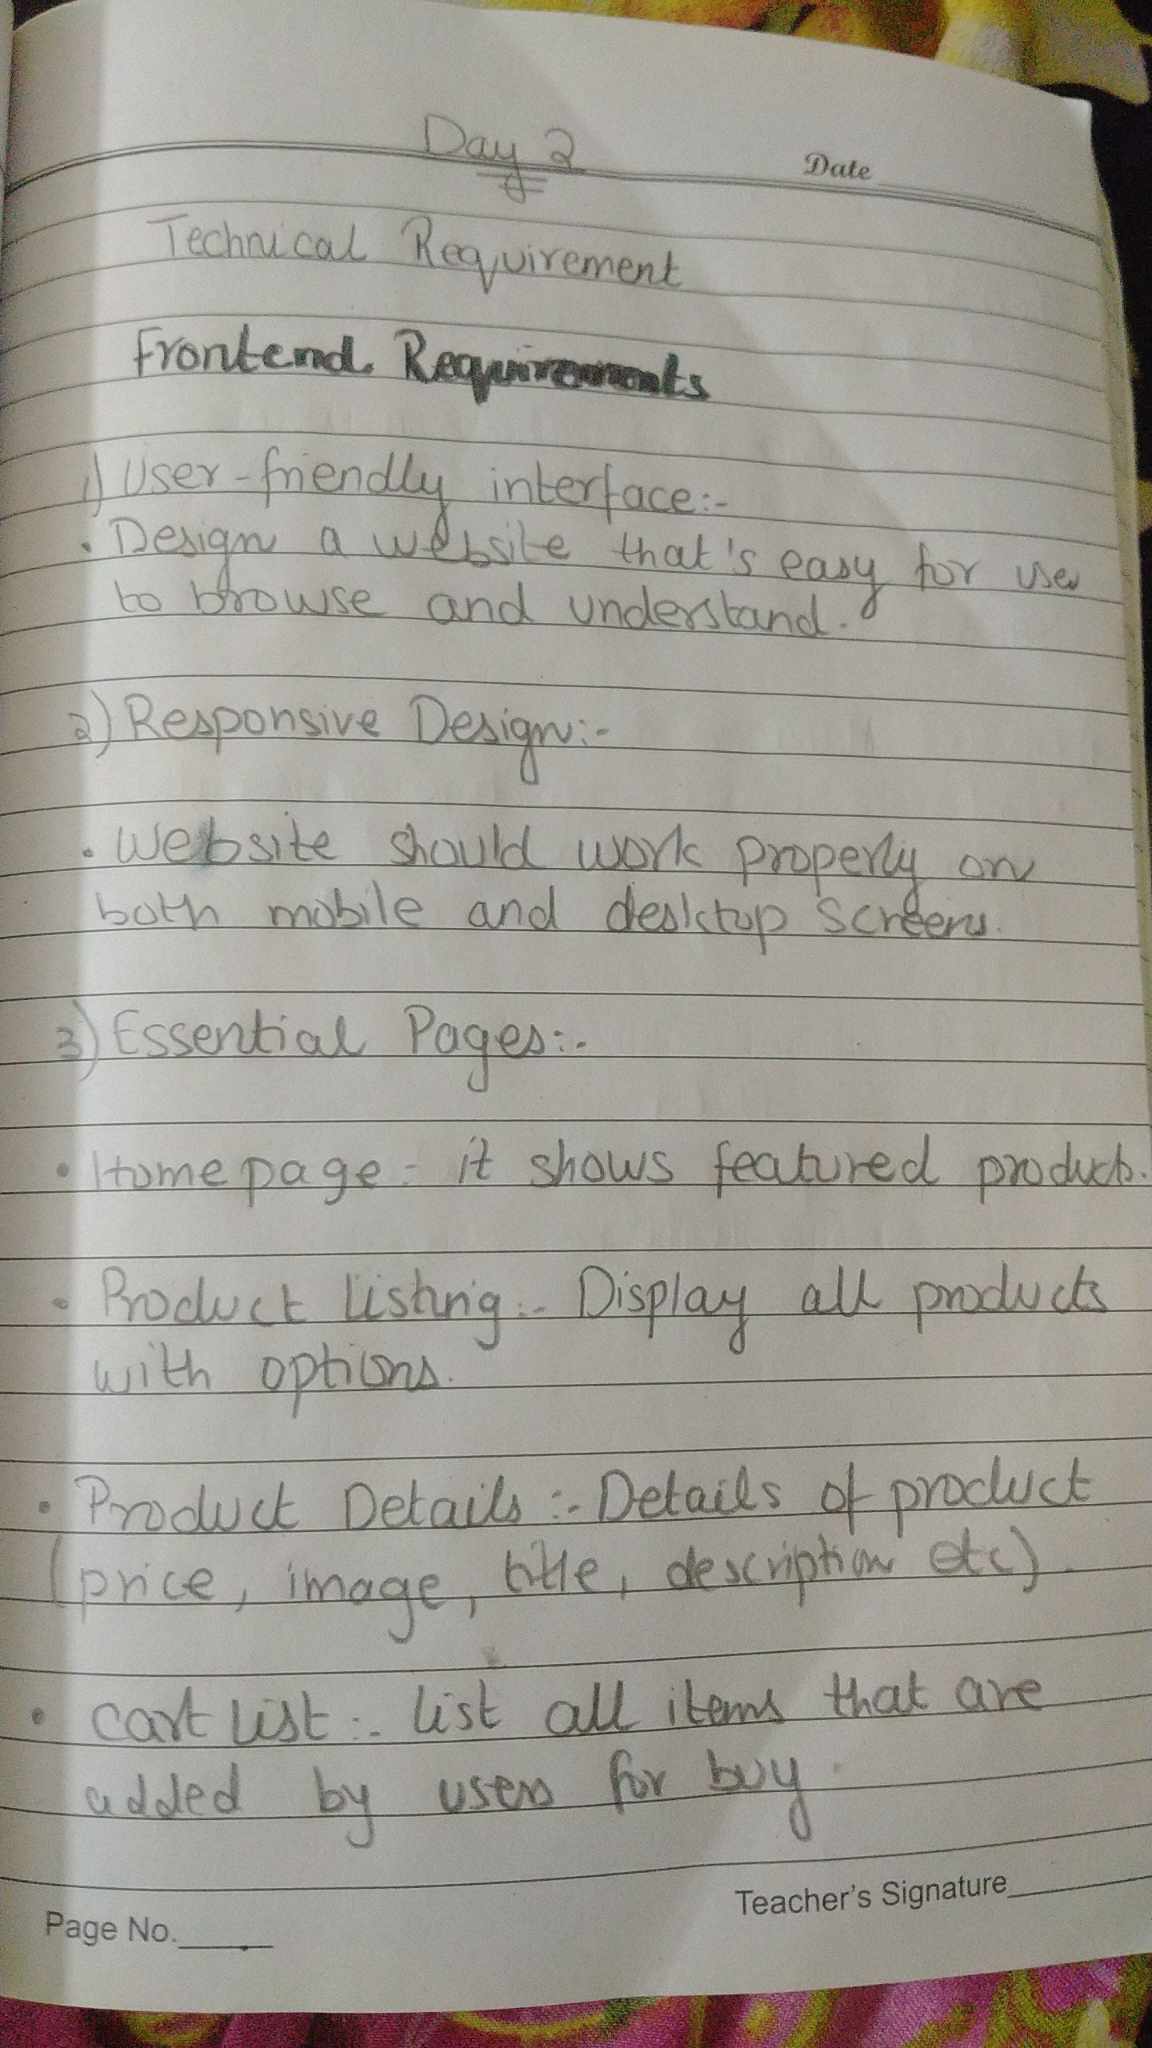 Day 2
Date
Technical Requirement
Frontend Requirements
1) User-friendly interface:-
• Design a website that's easy for user
to browse and understand.
2) Responsive Design:-
• Website should work properly on
both mobile and desktop screens.
3) Essential Pages:-
• Home page - it shows featured products.
• Product listing:- Display all products
with options.
• Product Details :- Details of product
(price, image, title, description etc).
• cart list :- list all items that are
added by users for buy.
Teacher's Signature
Page No.